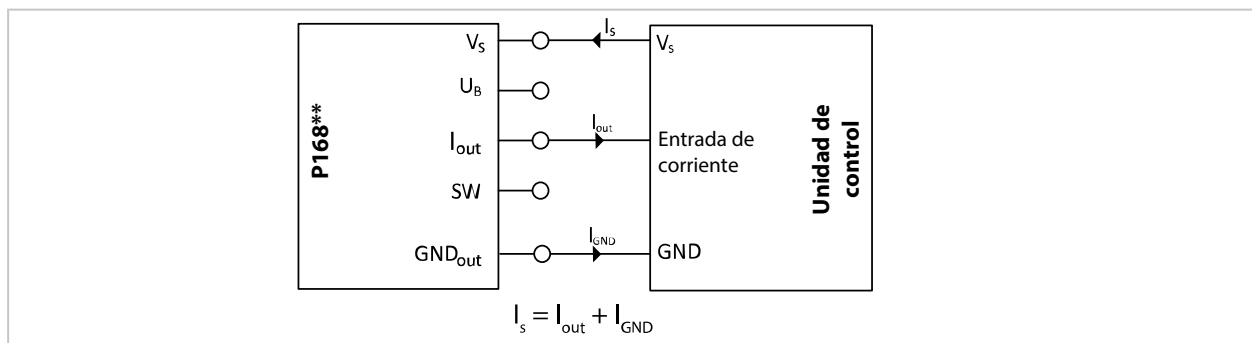 P168**
V_S
U_B
I_out
SW
GND_out
I_s
I_out
I_GND
V_s
Entrada de
corriente
GND
Unidad de
control
I_s = I_out + I_GND